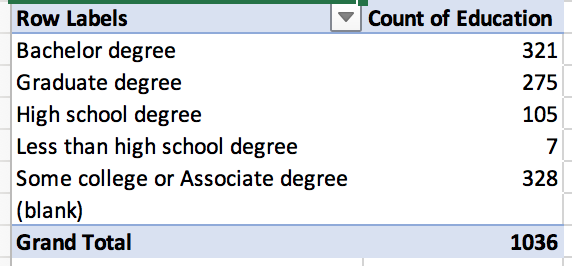 Row Labels Count of Education
Bachelor degree 321
Graduate degree 275
High school degree 105
Less than high school degree 7
Some college or Associate degree 328
(blank)
Grand Total 1036